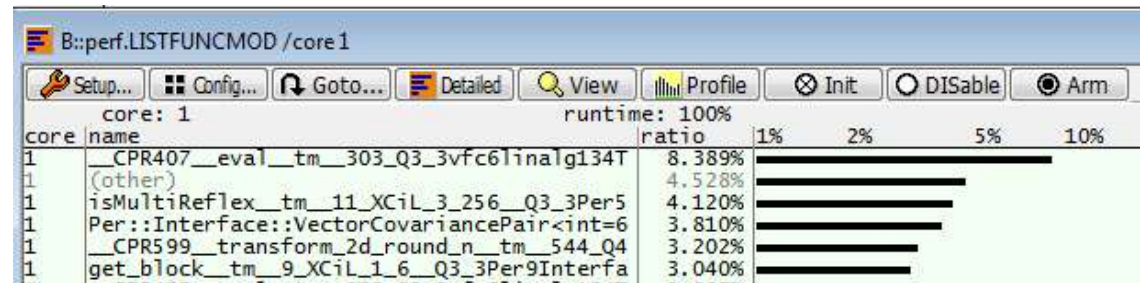 B::perf.LISTFUNCMOD /core 1
Setup... Config... Goto... Detailed View Profile Init DISable Arm
core: 1 runtime: 100%
core name ratio 1% 2% 5% 10%
1 __CPR407__eval__tm__303_Q3_3vfc6linalg134T 8.389%
1 (other) 4.528%
1 isMultiReflex__tm__11_XCiL_3_256__Q3_3Per5 4.120%
1 Per::Interface::VectorCovariancePair<int=6 3.810%
1 __CPR599__transform_2d_round_n__tm__544_Q4 3.202%
1 get_block__tm__9_XCiL_1_6__Q3_3Per9Interfa 3.040%